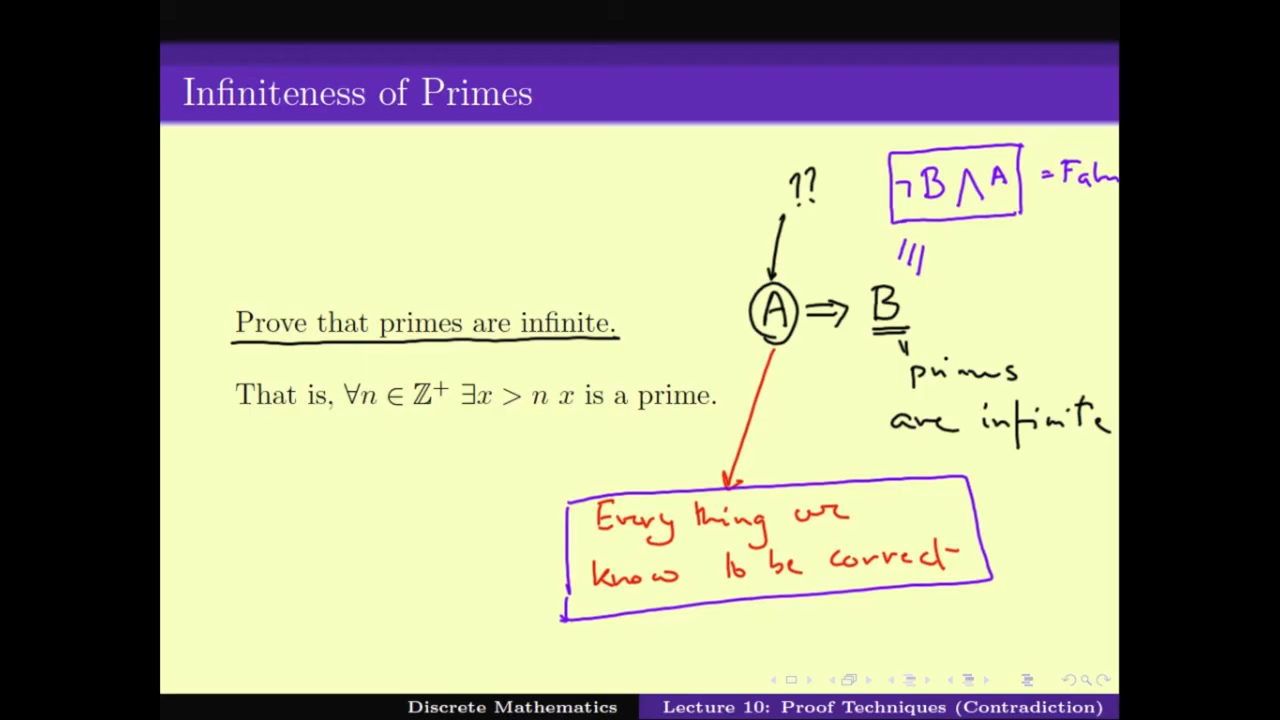 Infiniteness of Primes
??
¬B ∧ A
A ⇒ B
Prove that primes are infinite.
primes
That is, ∀n ∈ ℤ⁺ ∃x > n x is a prime.
are infinite
Every thing we
know to be correct
Discrete Mathematics
Lecture 10: Proof Techniques (Contradiction)